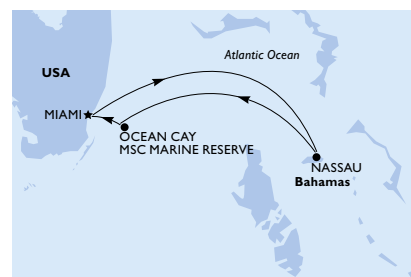 Atlantic Ocean
USA
MIAMI
OCEAN CAY
MSC MARINE RESERVE
NASSAU
Bahamas